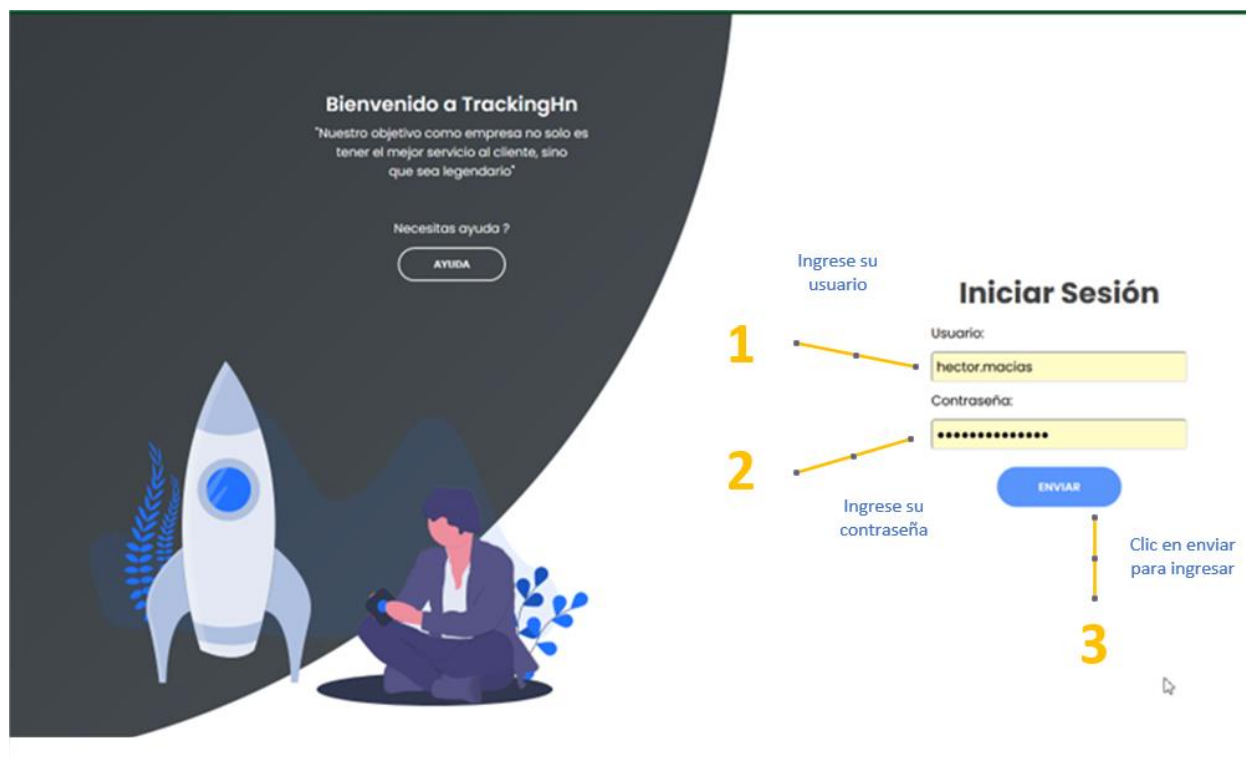 Bienvenido a TrackingHn
"Nuestro objetivo como empresa no solo es
tener el mejor servicio al cliente, sino
que sea legendario"
Necesitas ayuda ?
AYUDA
Ingrese su
usuario
Iniciar Sesión
1
Usuario:
hector.macias
Contraseña:
••••••••••••••
2
ENVIAR
Ingrese su
contraseña
Clic en enviar
para ingresar
3